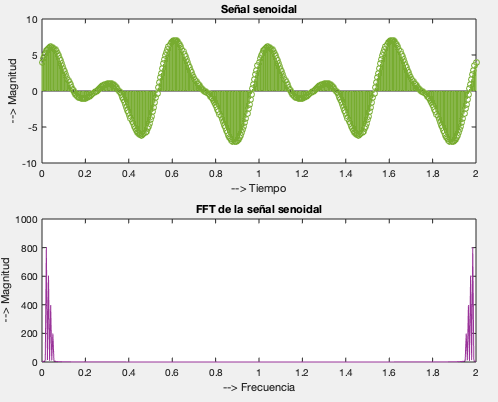 Señal senoidal
10
5
0
-5
-10
--> Magnitud
0 0.2 0.4 0.6 0.8 1 1.2 1.4 1.6 1.8 2
--> Tiempo
FFT de la señal senoidal
1000
800
600
400
200
0
--> Magnitud
0 0.2 0.4 0.6 0.8 1 1.2 1.4 1.6 1.8 2
--> Frecuencia